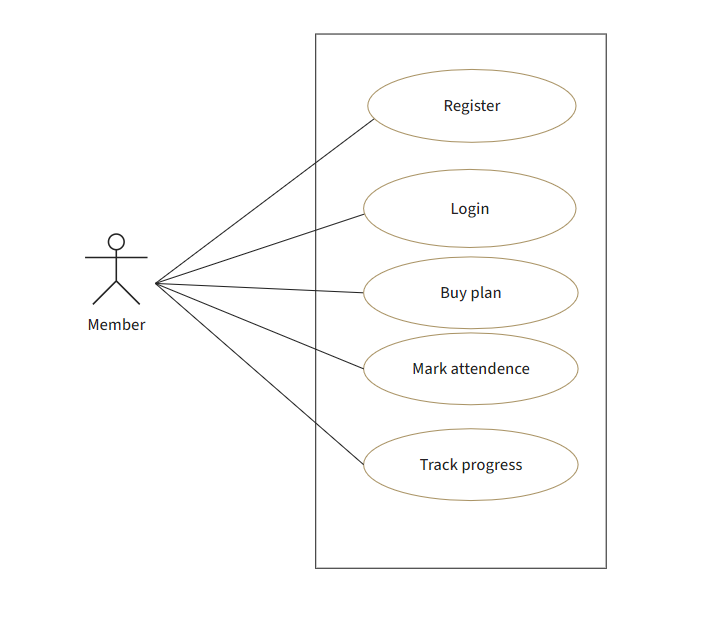 Register
Login
Member
Buy plan
Mark attendence
Track progress